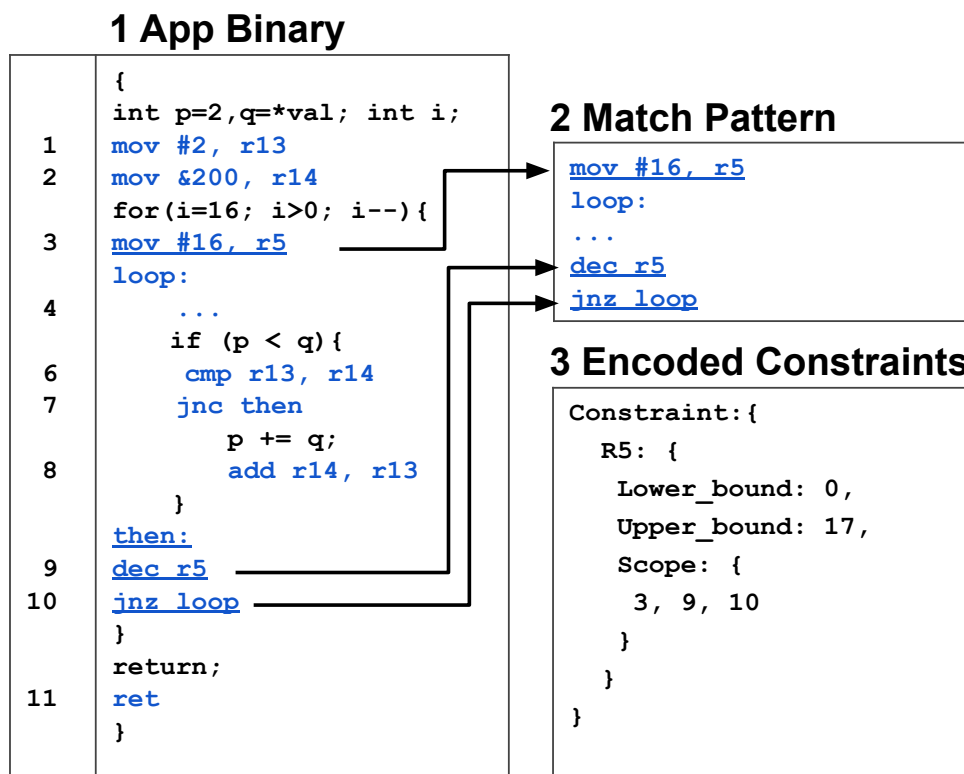 1 App Binary
{
int p=2,q=*val; int i;
1 mov #2, r13
2 mov &200, r14
for(i=16; i>0; i--){
3 mov #16, r5
loop:
4 ...
if (p < q){
6 cmp r13, r14
7 jnc then
p += q;
8 add r14, r13
}
then:
9 dec r5
10 jnz loop
}
return;
11 ret
}
2 Match Pattern
mov #16, r5
loop:
...
dec r5
jnz loop
3 Encoded Constraints
Constraint:{
R5: {
Lower_bound: 0,
Upper_bound: 17,
Scope: {
3, 9, 10
}
}
}